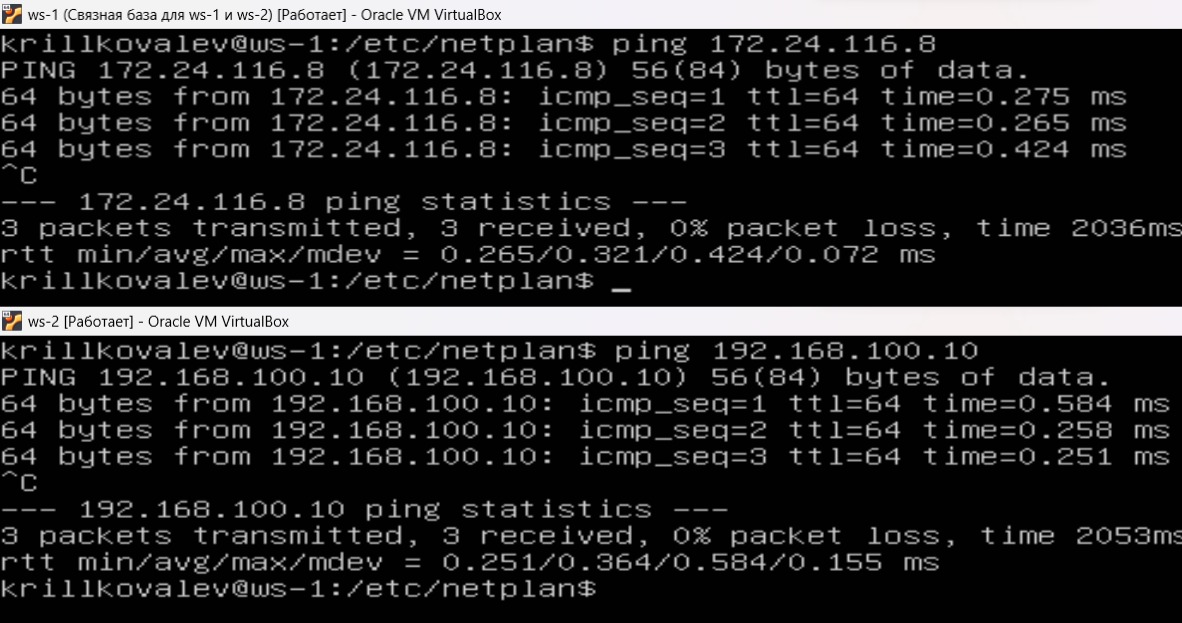 ws-1 (Связная база для ws-1 и ws-2) [Работает] - Oracle VM VirtualBox
krillkovalev@ws-1:/etc/netplan$ ping 172.24.116.8
PING 172.24.116.8 (172.24.116.8) 56(84) bytes of data.
64 bytes from 172.24.116.8: icmp_seq=1 ttl=64 time=0.275 ms
64 bytes from 172.24.116.8: icmp_seq=2 ttl=64 time=0.265 ms
64 bytes from 172.24.116.8: icmp_seq=3 ttl=64 time=0.424 ms
^C
--- 172.24.116.8 ping statistics ---
3 packets transmitted, 3 received, 0% packet loss, time 2036ms
rtt min/avg/max/mdev = 0.265/0.321/0.424/0.072 ms
krillkovalev@ws-1:/etc/netplan$ _
ws-2 [Работает] - Oracle VM VirtualBox
krillkovalev@ws-1:/etc/netplan$ ping 192.168.100.10
PING 192.168.100.10 (192.168.100.10) 56(84) bytes of data.
64 bytes from 192.168.100.10: icmp_seq=1 ttl=64 time=0.584 ms
64 bytes from 192.168.100.10: icmp_seq=2 ttl=64 time=0.258 ms
64 bytes from 192.168.100.10: icmp_seq=3 ttl=64 time=0.251 ms
^C
--- 192.168.100.10 ping statistics ---
3 packets transmitted, 3 received, 0% packet loss, time 2053ms
rtt min/avg/max/mdev = 0.251/0.364/0.584/0.155 ms
krillkovalev@ws-1:/etc/netplan$